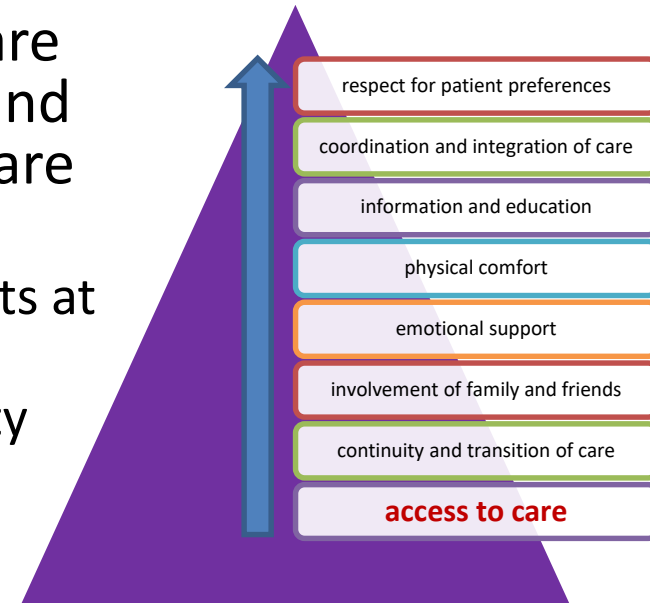 are
nd
are
ts at
ty
respect for patient preferences
coordination and integration of care
information and education
physical comfort
emotional support
involvement of family and friends
continuity and transition of care
access to care